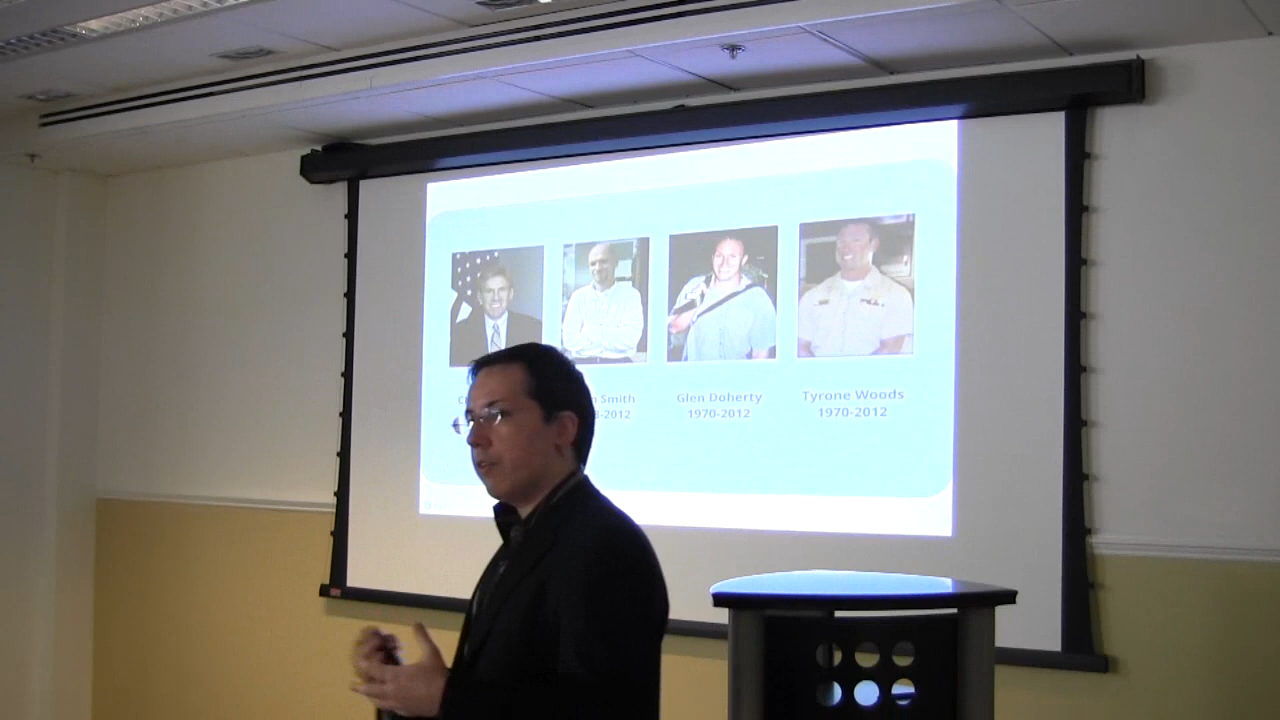 Smith
Glen Doherty
Tyrone Woods
-2012
1970-2012
1970-2012